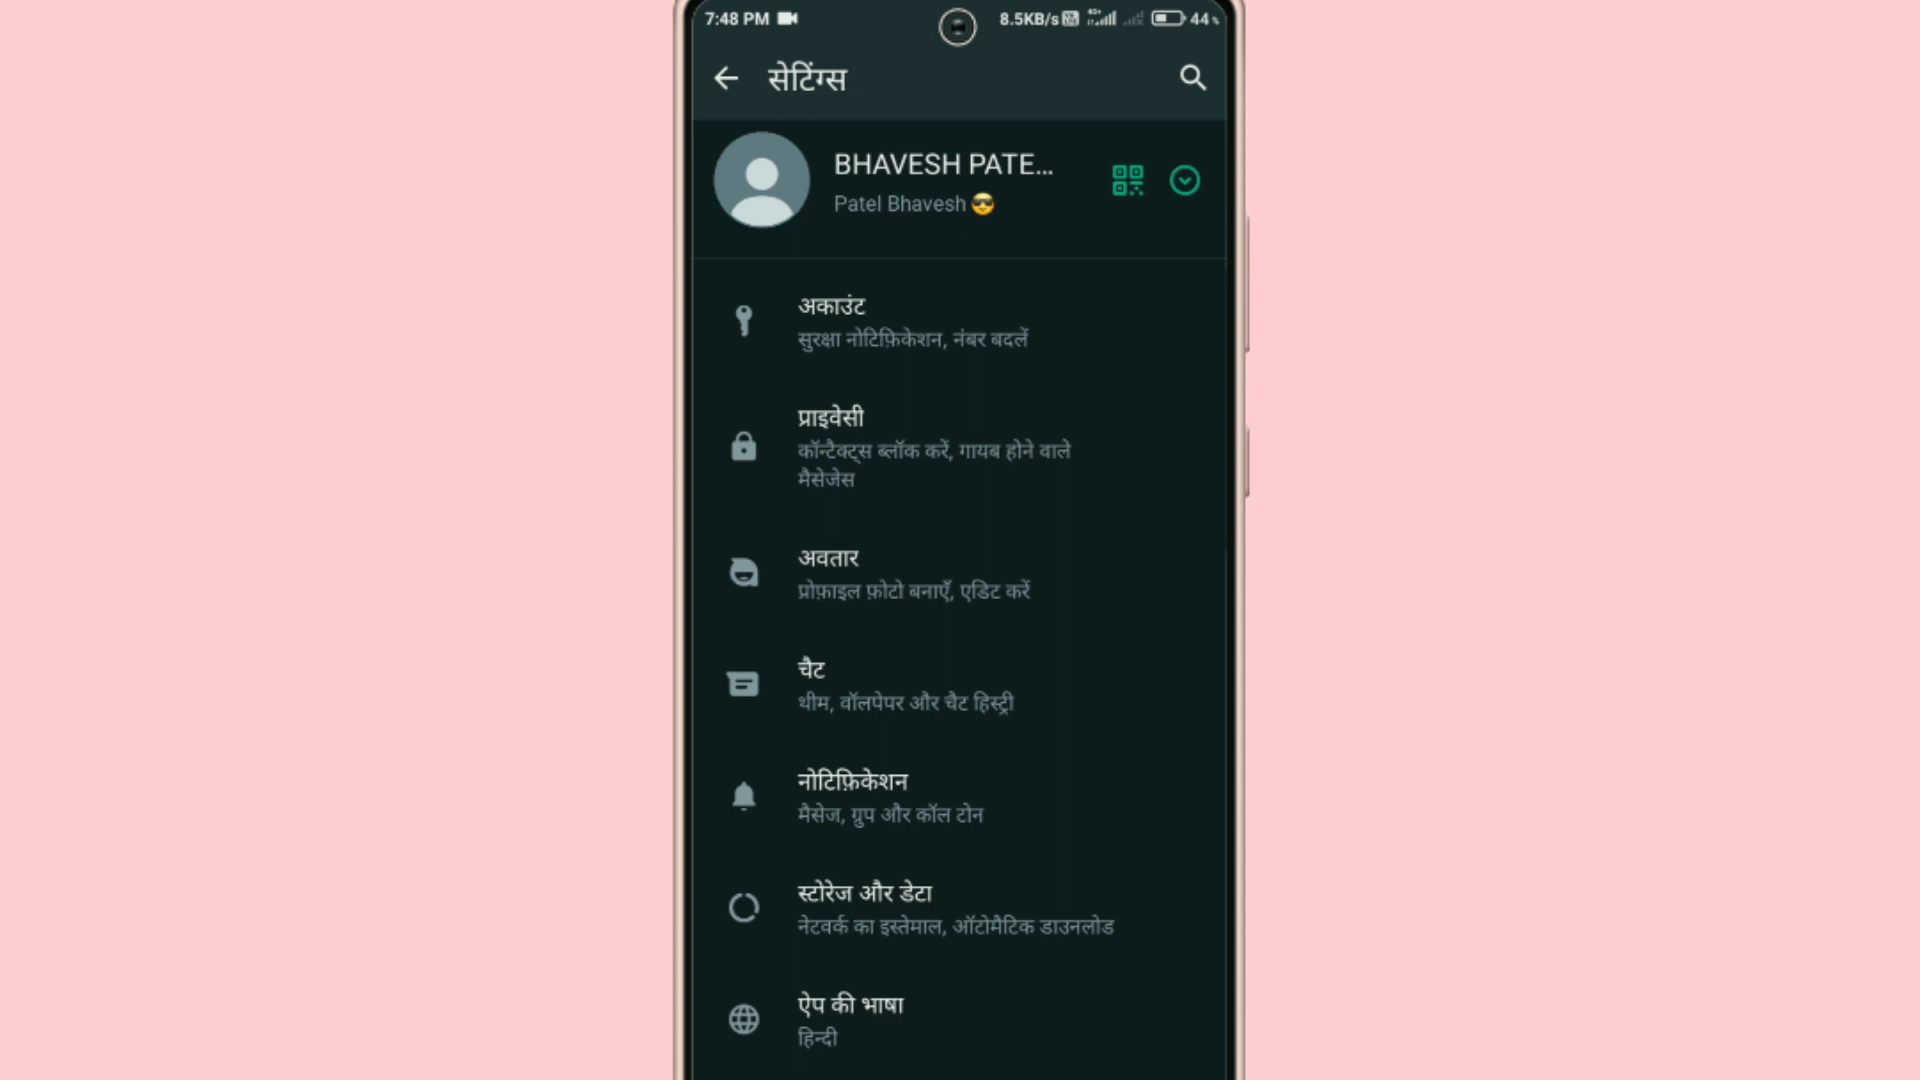 7:48 PM 8.5KB/s 44
सेटिंग्स
BHAVESH PATE...
Patel Bhavesh 😎
अकाउंट
सुरक्षा नोटिफ़िकेशन, नंबर बदलें
प्राइवेसी
कॉन्टैक्ट्स ब्लॉक करें, गायब होने वाले
मैसेजेस
अवतार
प्रोफ़ाइल फ़ोटो बनाएँ, एडिट करें
चैट
थीम, वॉलपेपर और चैट हिस्ट्री
नोटिफ़िकेशन
मैसेज, ग्रुप और कॉल टोन
स्टोरेज और डेटा
नेटवर्क का इस्तेमाल, ऑटोमैटिक डाउनलोड
ऐप की भाषा
हिन्दी